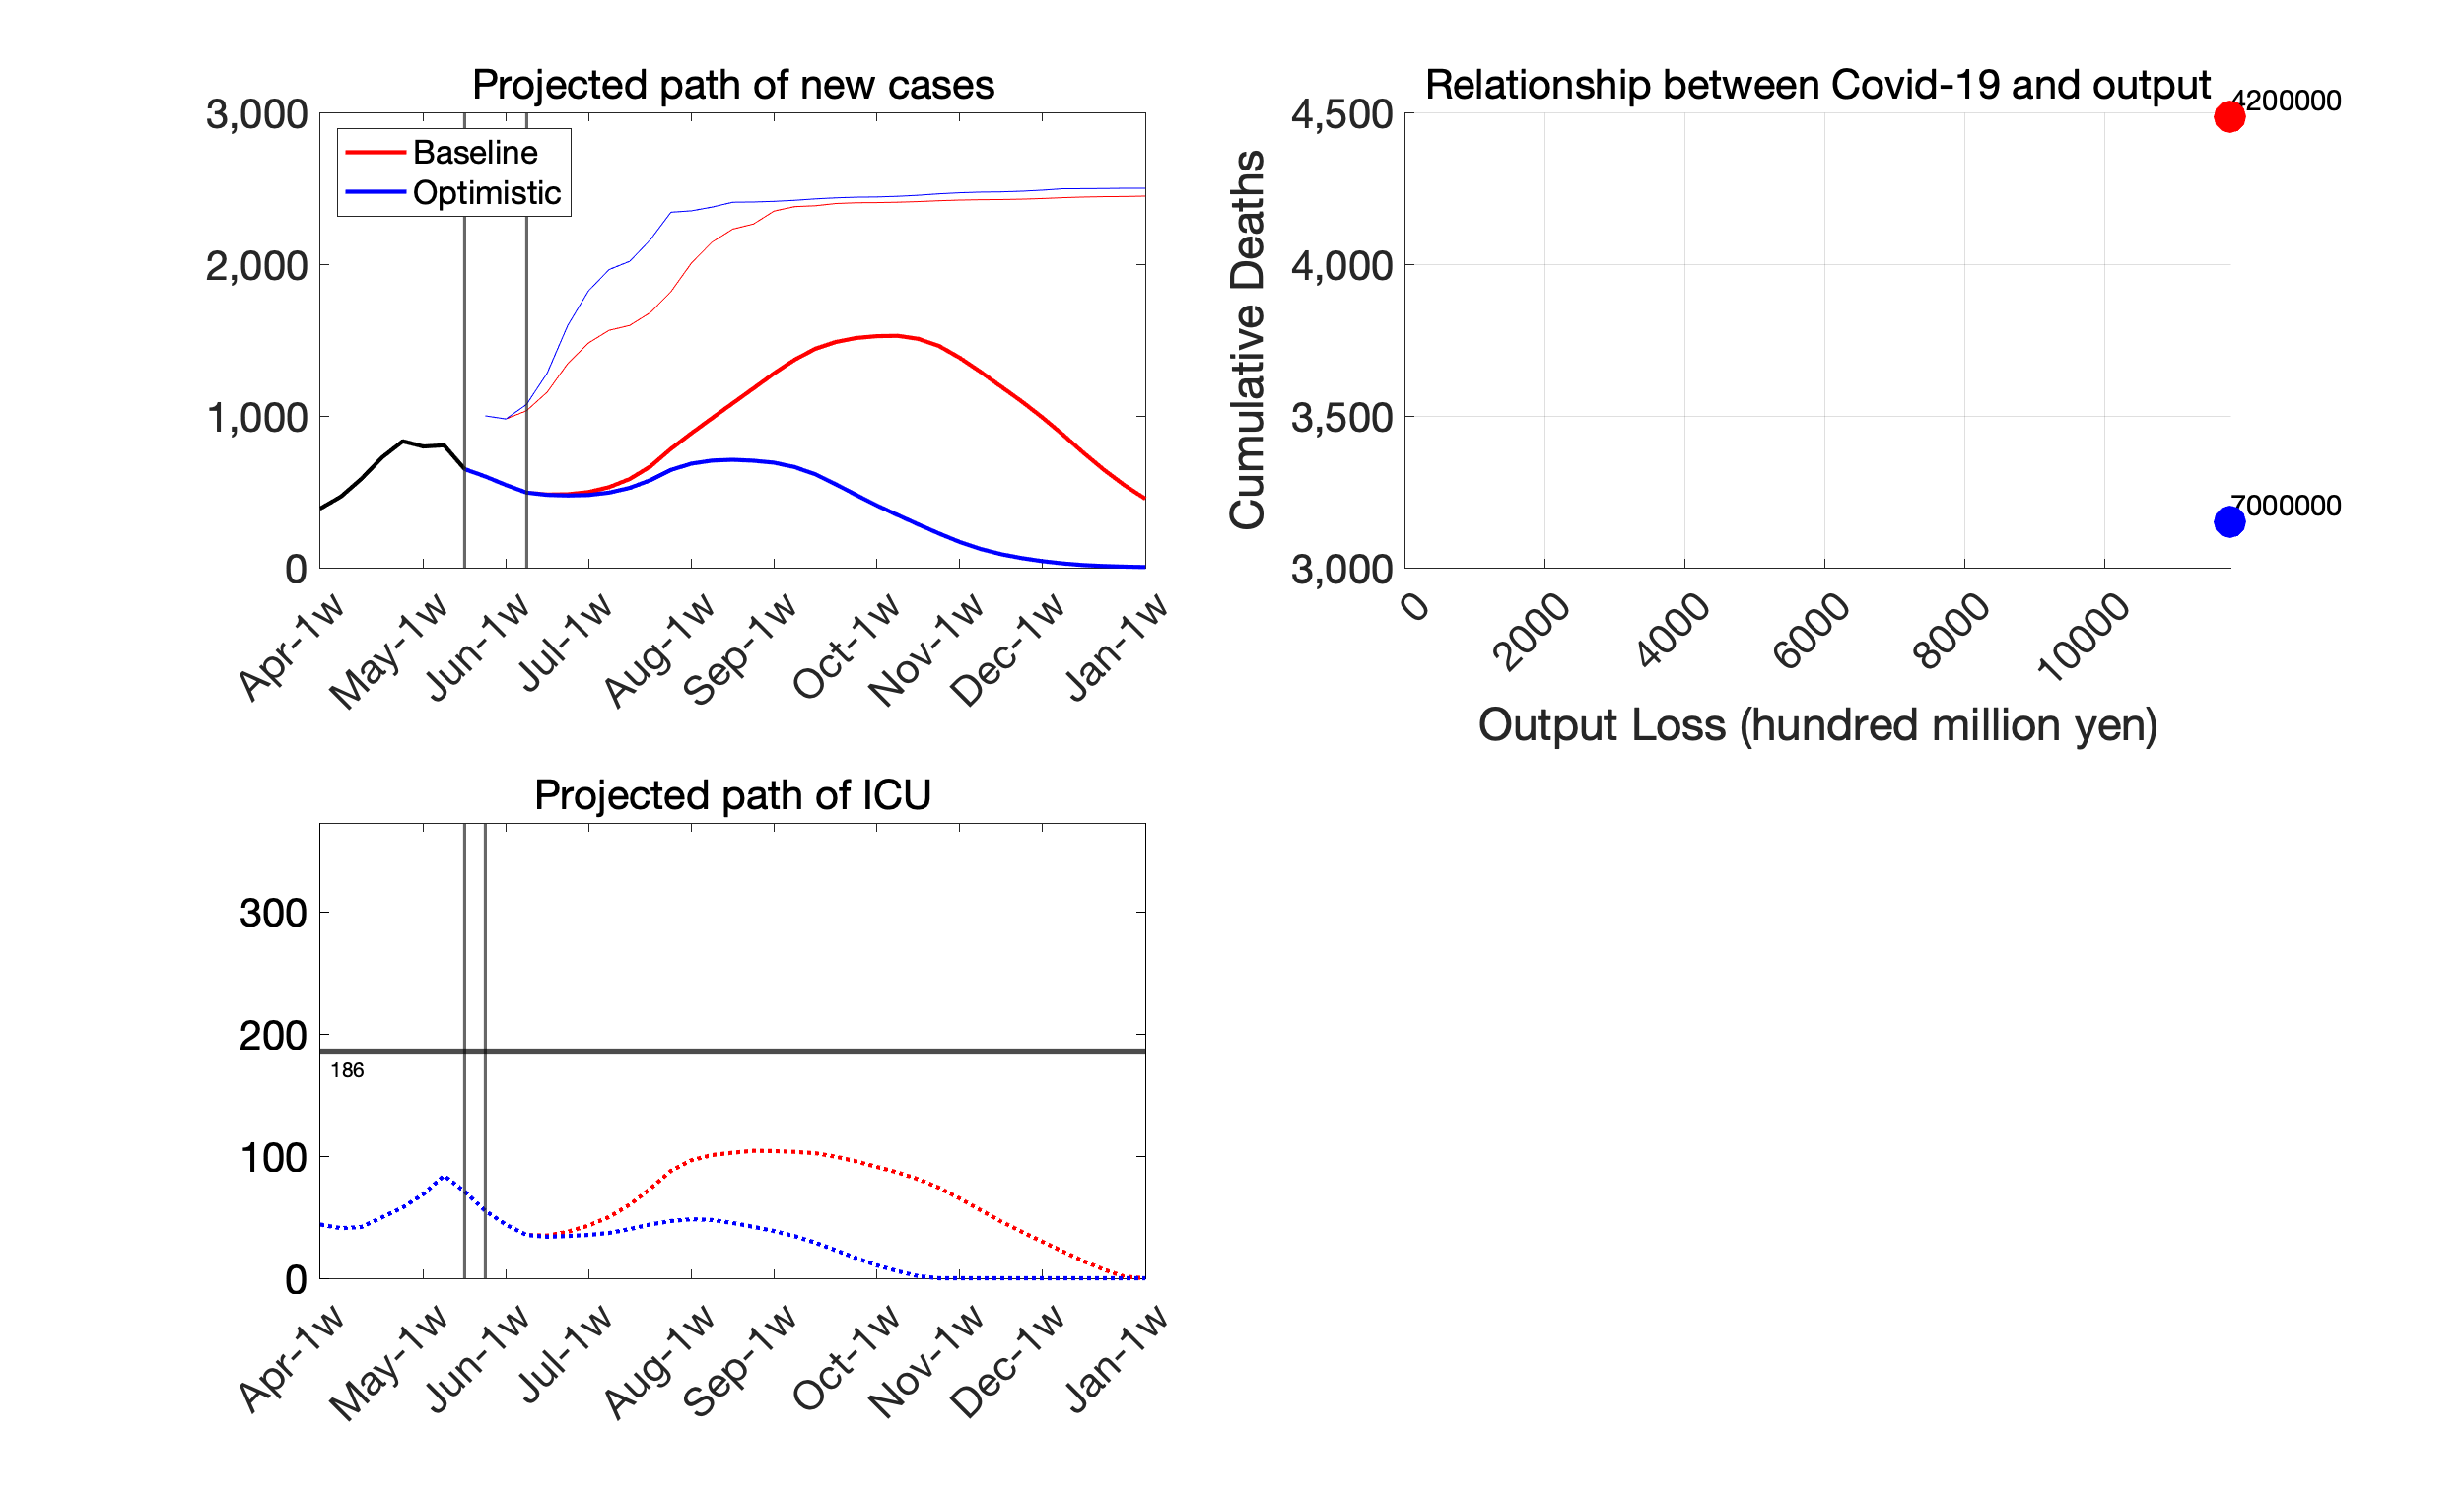 Projected path of new cases
3,000
2,000
1,000
0
Baseline
Optimistic
Apr-1w
May-1w
Jun-1w
Jul-1w
Aug-1w
Sep-1w
Oct-1w
Nov-1w
Dec-1w
Jan-1w
Relationship between Covid-19 and output
4200000
7000000
Cumulative Deaths
4,500
4,000
3,500
3,000
0
2000
4000
6000
8000
10000
Output Loss (hundred million yen)
Projected path of ICU
300
200
186
100
0
Apr-1w
May-1w
Jun-1w
Jul-1w
Aug-1w
Sep-1w
Oct-1w
Nov-1w
Dec-1w
Jan-1w